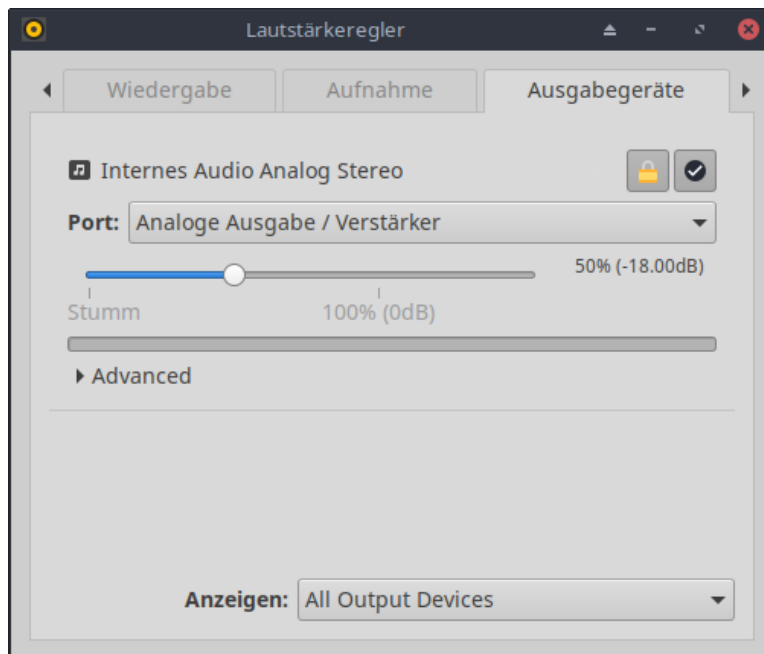 Lautstärkeregler
Wiedergabe Aufnahme Ausgabegeräte
Internes Audio Analog Stereo
Port: Analoge Ausgabe / Verstärker
50% (-18.00dB)
Stumm 100% (0dB)
Advanced
Anzeigen: All Output Devices